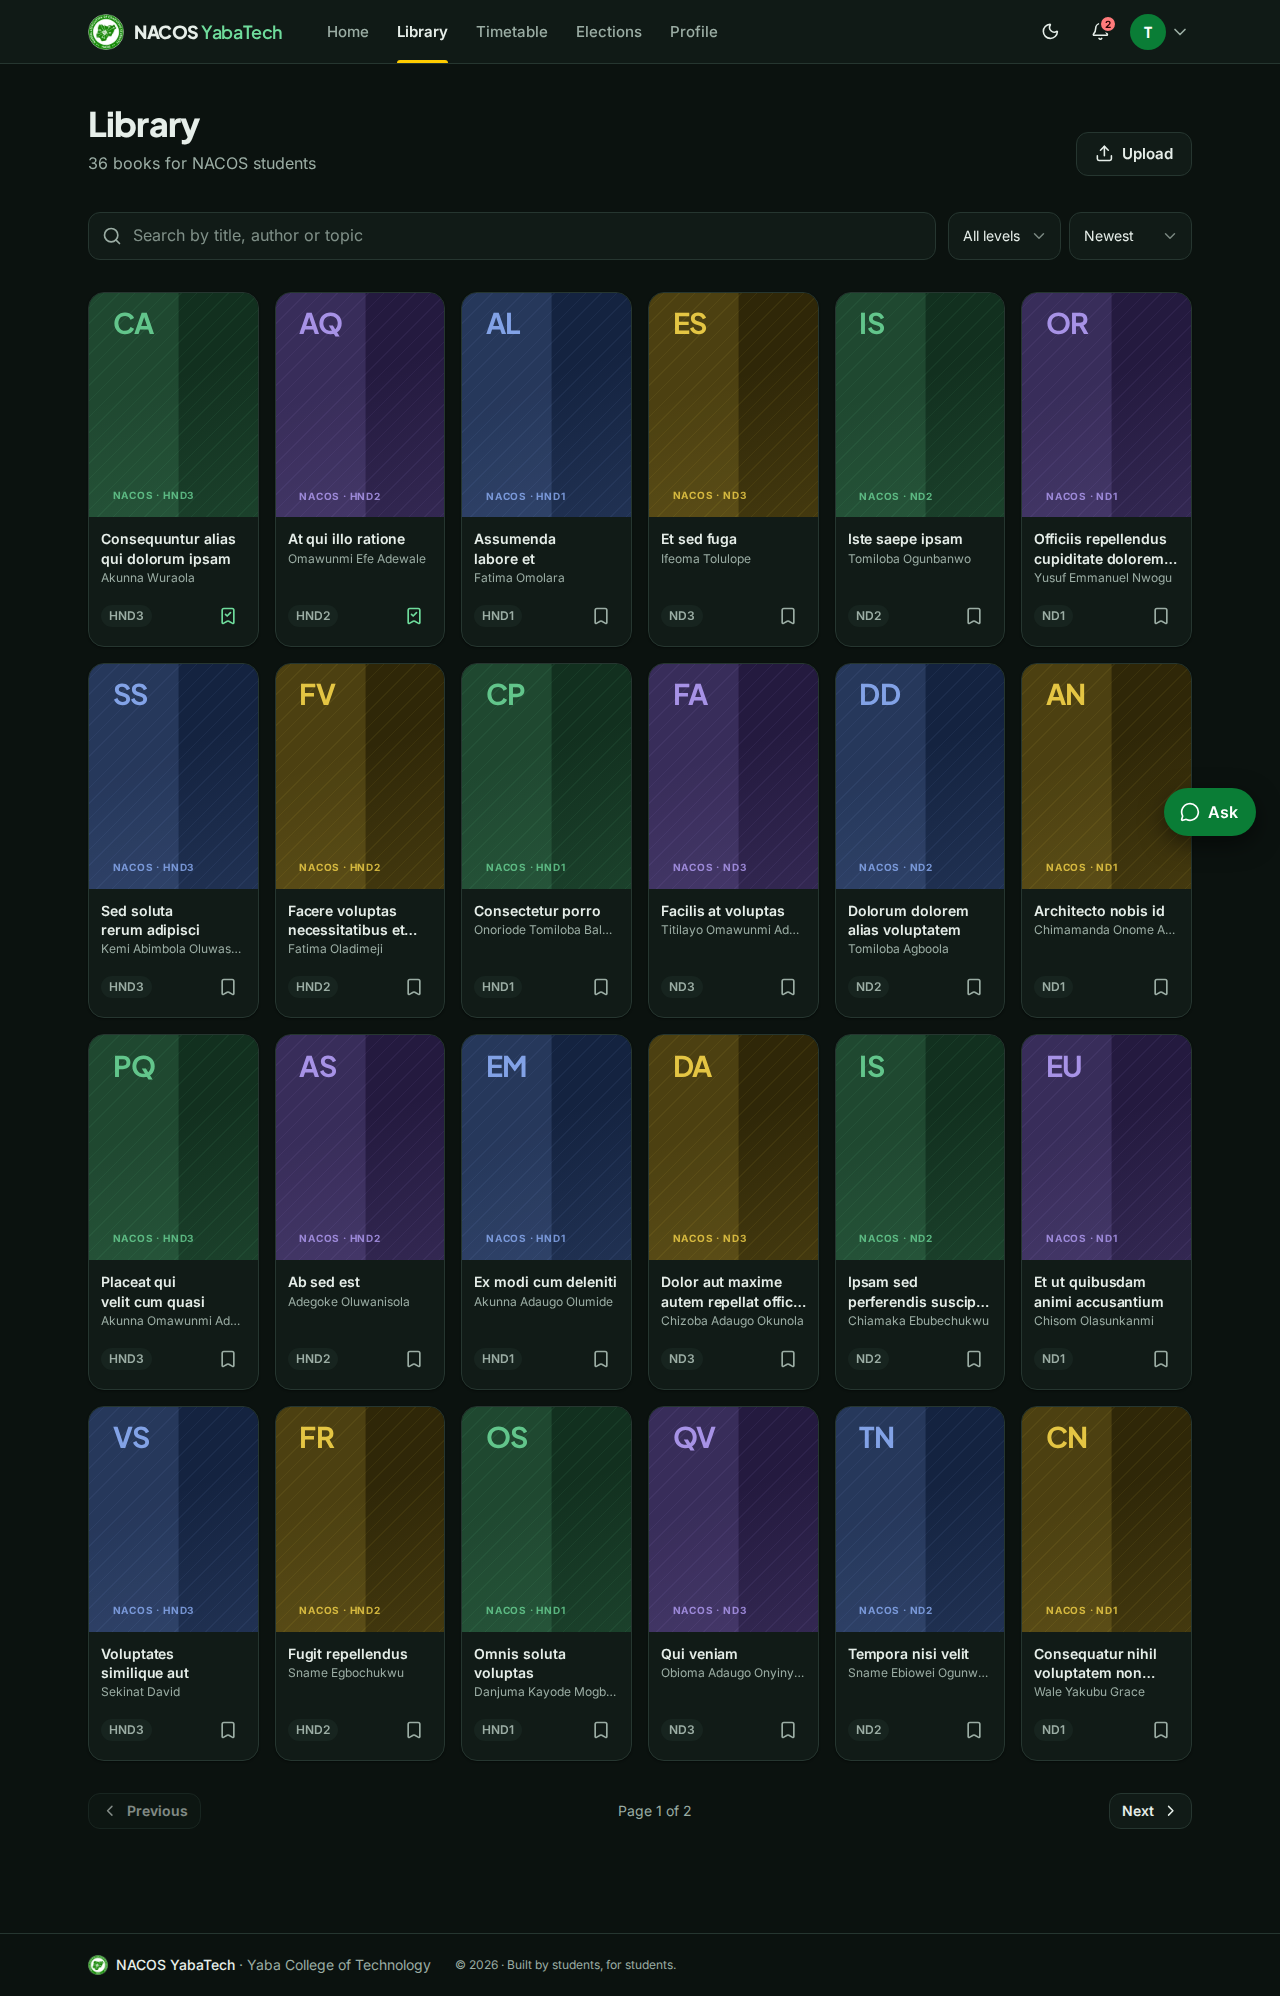 NACOS YabaTech
Home
Library
Timetable
Elections
Profile
2
T
Library
36 books for NACOS students
Upload
Search by title, author or topic
All levels
Newest
CA
AQ
AL
ES
IS
OR
NACOS · HND3
NACOS · HND2
NACOS · HND1
NACOS · ND3
NACOS · ND2
NACOS · ND1
Consequuntur alias
qui dolorum ipsam
Akunna Wuraola
HND3
At qui illo ratione
Omawunmi Efe Adewale
HND2
Assumenda
labore et
Fatima Omolara
HND1
Et sed fuga
Ifeoma Tolulope
ND3
Iste saepe ipsam
Tomiloba Ogunbanwo
ND2
Officiis repellendus
cupiditate dolorem...
Yusuf Emmanuel Nwogu
ND1
SS
FV
CP
FA
DD
AN
Ask
NACOS · HND3
NACOS · HND2
NACOS · HND1
NACOS · ND3
NACOS · ND2
NACOS · ND1
Sed soluta
rerum adipisci
Kemi Abimbola Oluwas...
HND3
Facere voluptas
necessitatibus et...
Fatima Oladimeji
HND2
Consectetur porro
Onoriode Tomiloba Bal...
HND1
Facilis at voluptas
Titilayo Omawunmi Ad...
ND3
Dolorum dolorem
alias voluptatem
Tomiloba Agboola
ND2
Architecto nobis id
Chimamanda Onome A...
ND1
PQ
AS
EM
DA
IS
EU
NACOS · HND3
NACOS · HND2
NACOS · HND1
NACOS · ND3
NACOS · ND2
NACOS · ND1
Placeat qui
velit cum quasi
Akunna Omawunmi Ad...
HND3
Ab sed est
Adegoke Oluwanisola
HND2
Ex modi cum deleniti
Akunna Adaugo Olumide
HND1
Dolor aut maxime
autem repellat offic...
Chizoba Adaugo Okunola
ND3
Ipsam sed
perferendis suscip...
Chiamaka Ebubechukwu
ND2
Et ut quibusdam
animi accusantium
Chisom Olasunkanmi
ND1
VS
FR
OS
QV
TN
CN
NACOS · HND3
NACOS · HND2
NACOS · HND1
NACOS · ND3
NACOS · ND2
NACOS · ND1
Voluptates
similique aut
Sekinat David
HND3
Fugit repellendus
Sname Egbochukwu
HND2
Omnis soluta
voluptas
Danjuma Kayode Mogb...
HND1
Qui veniam
Obioma Adaugo Onyiny...
ND3
Tempora nisi velit
Sname Ebiowei Ogunw...
ND2
Consequatur nihil
voluptatem non...
Wale Yakubu Grace
ND1
Previous
Page 1 of 2
Next
NACOS YabaTech · Yaba College of Technology
© 2026 · Built by students, for students.